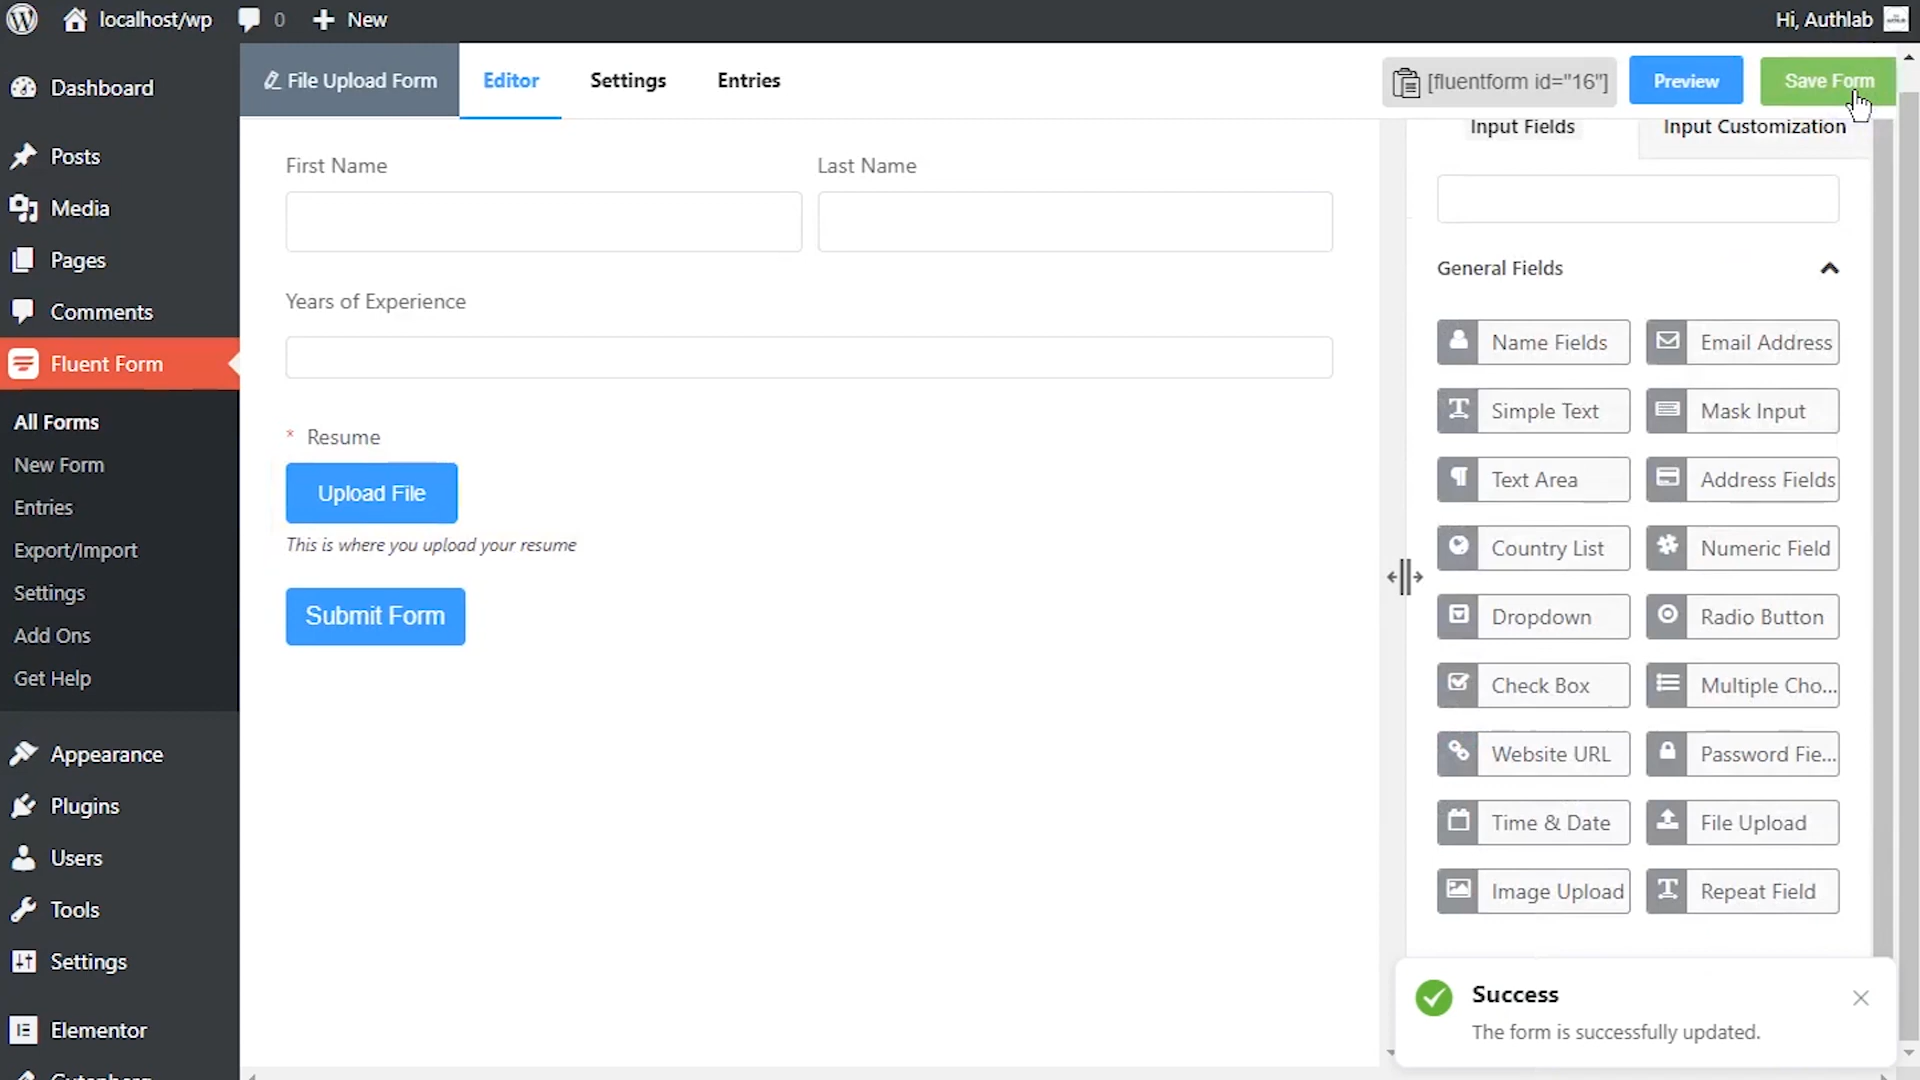 localhost/wp
0
New
Hi, Authlab
Dashboard
Posts
Media
Pages
Comments
Fluent Form
All Forms
New Form
Entries
Export/Import
Settings
Add Ons
Get Help
Appearance
Plugins
Users
Tools
Settings
Elementor
Gutenberg
File Upload Form
Editor
Settings
Entries
[fluentform id="16"]
Preview
Save Form
First Name
Last Name
Years of Experience
* Resume
Upload File
This is where you upload your resume
Submit Form
Input Fields
Input Customization
General Fields
Name Fields
Email Address
Simple Text
Mask Input
Text Area
Address Fields
Country List
Numeric Field
Dropdown
Radio Button
Check Box
Multiple Cho...
Website URL
Password Fie...
Time & Date
File Upload
Image Upload
Repeat Field
Success
The form is successfully updated.